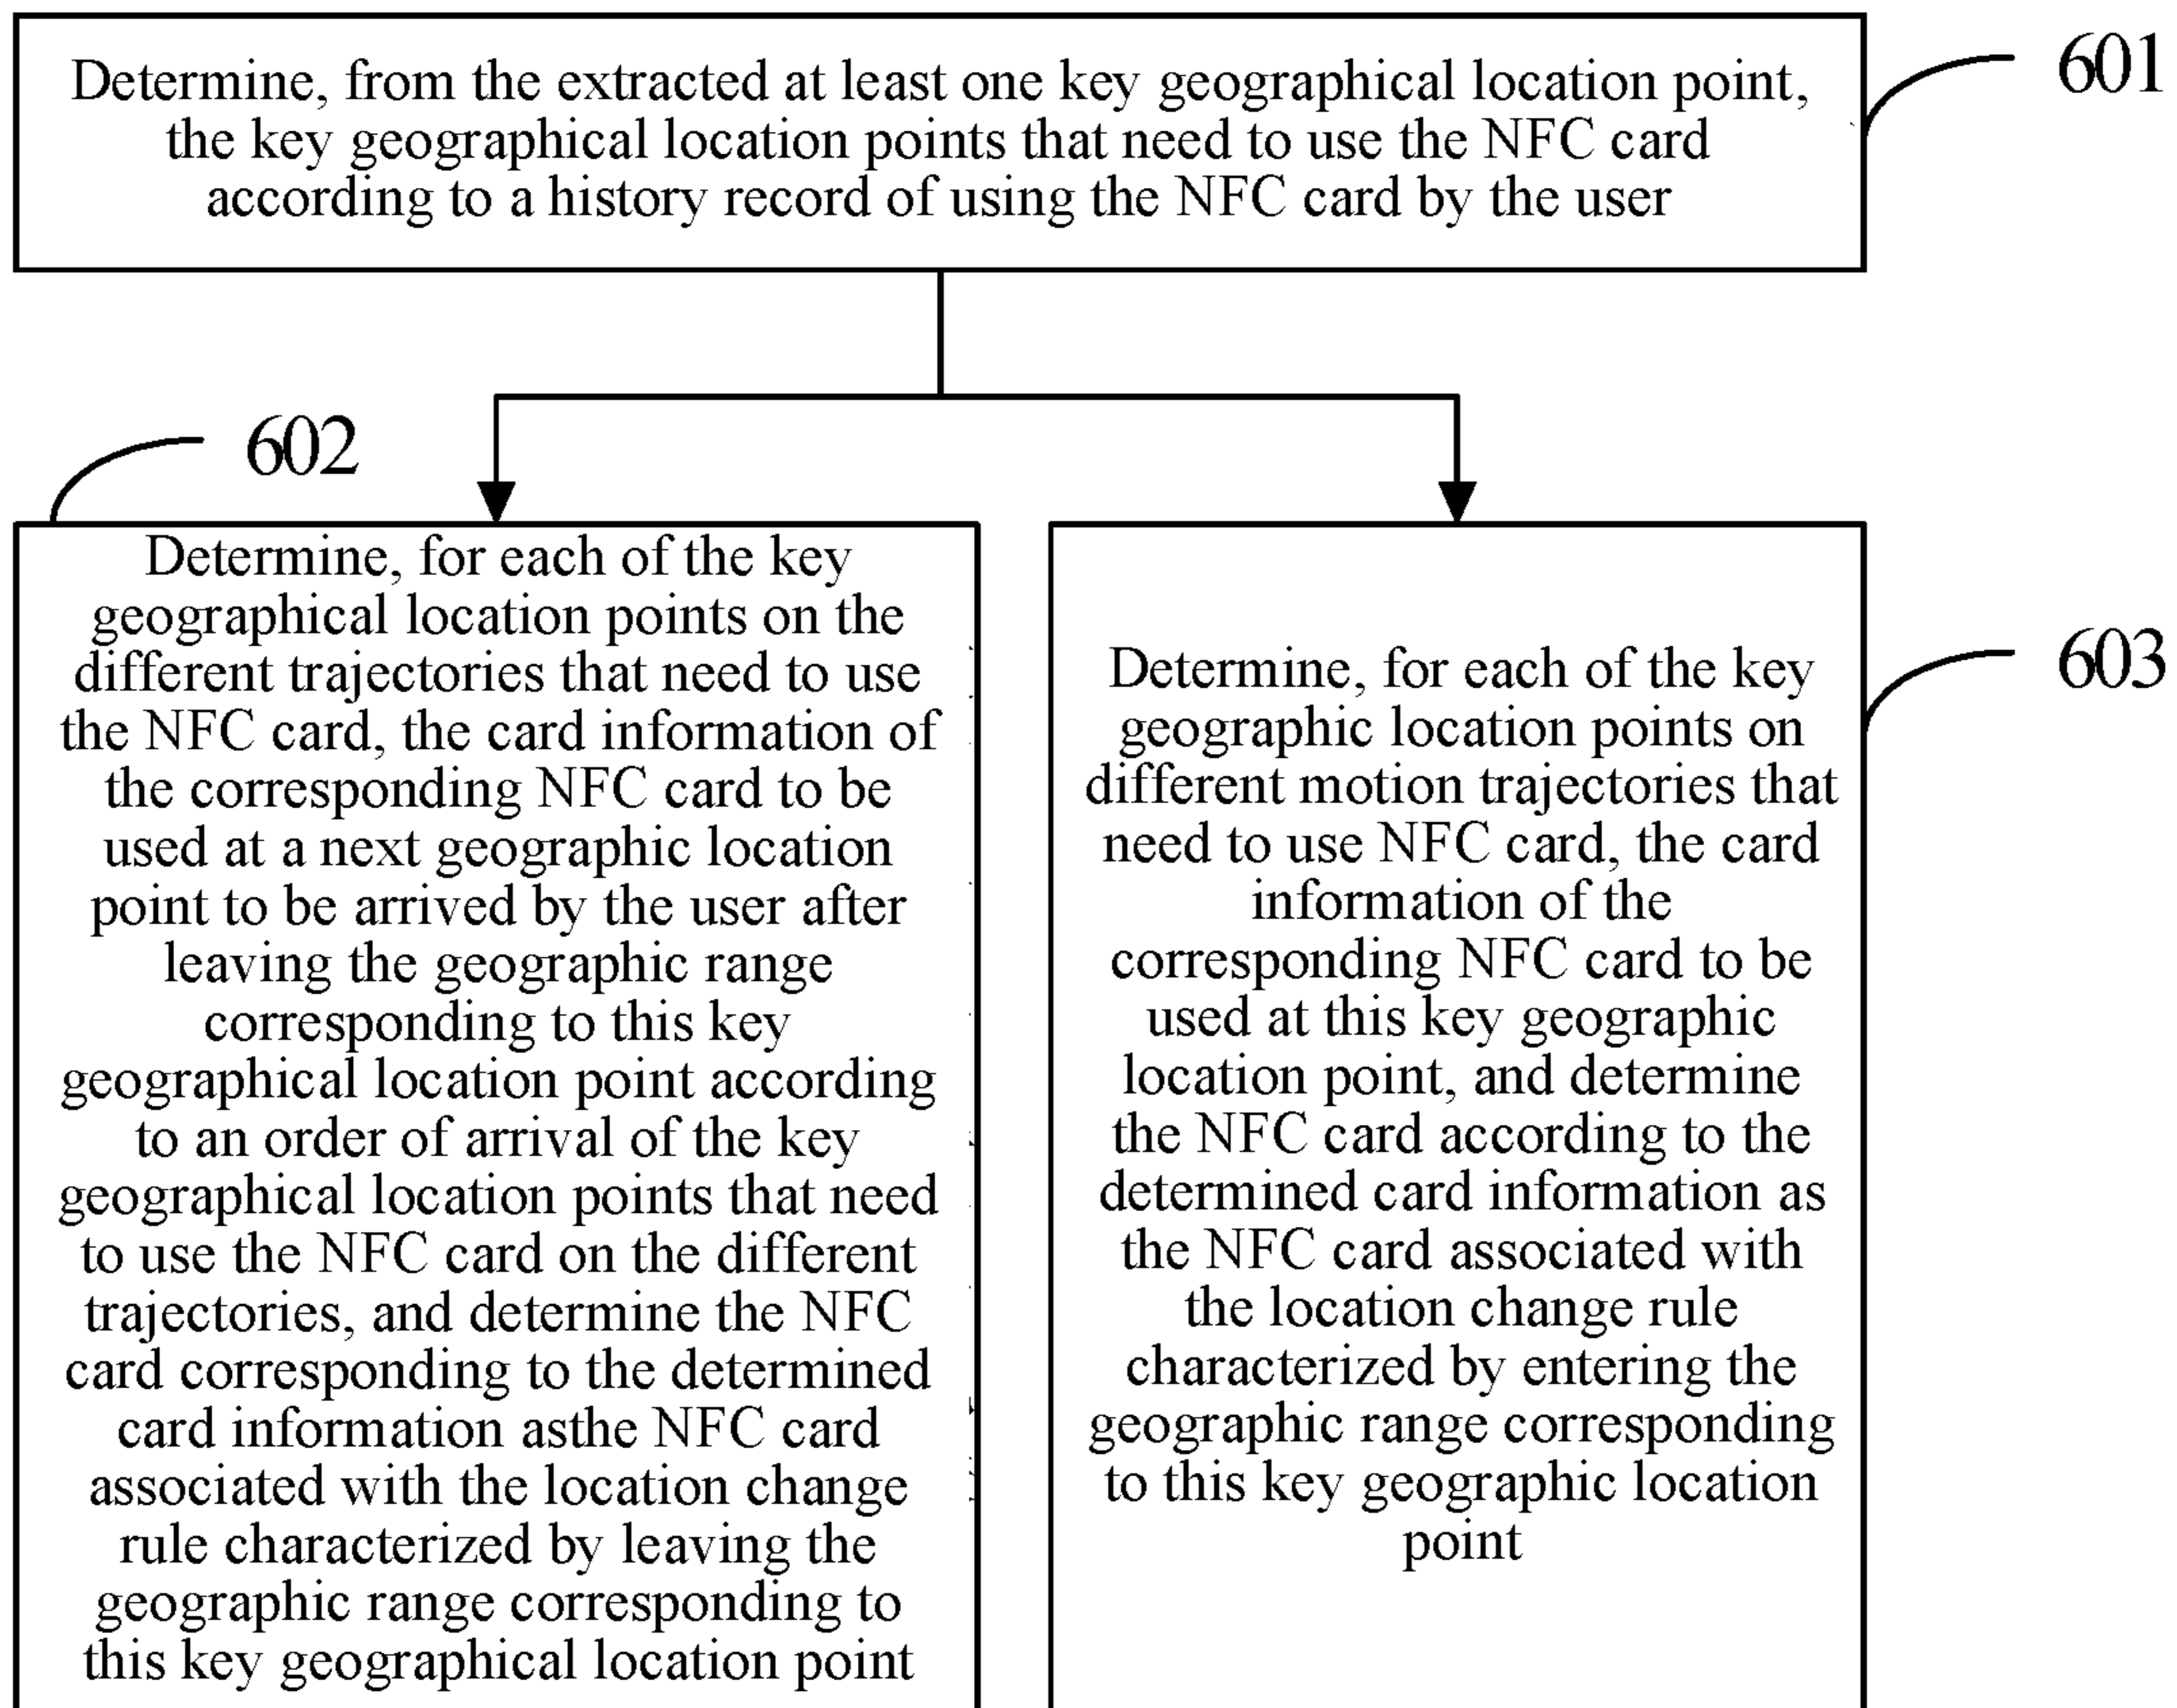 Determine, from the extracted at least one key geographical location point,
the key geographical location points that need to use the NFC card
according to a history record of using the NFC card by the user
601
602
Determine, for each of the key
geographical location points on the
different trajectories that need to use
the NFC card, the card information of
the corresponding NFC card to be
used at a next geographic location
point to be arrived by the user after
leaving the geographic range
corresponding to this key
geographical location point according
to an order of arrival of the key
geographical location points that need
to use the NFC card on the different
trajectories, and determine the NFC
card corresponding to the determined
card information asthe NFC card
associated with the location change
rule characterized by leaving the
geographic range corresponding to
this key geographical location point
Determine, for each of the key
geographic location points on
different motion trajectories that
need to use NFC card, the card
information of the
corresponding NFC card to be
used at this key geographic
location point, and determine
the NFC card according to the
determined card information as
the NFC card associated with
the location change rule
characterized by entering the
geographic range corresponding
to this key geographic location
point
603